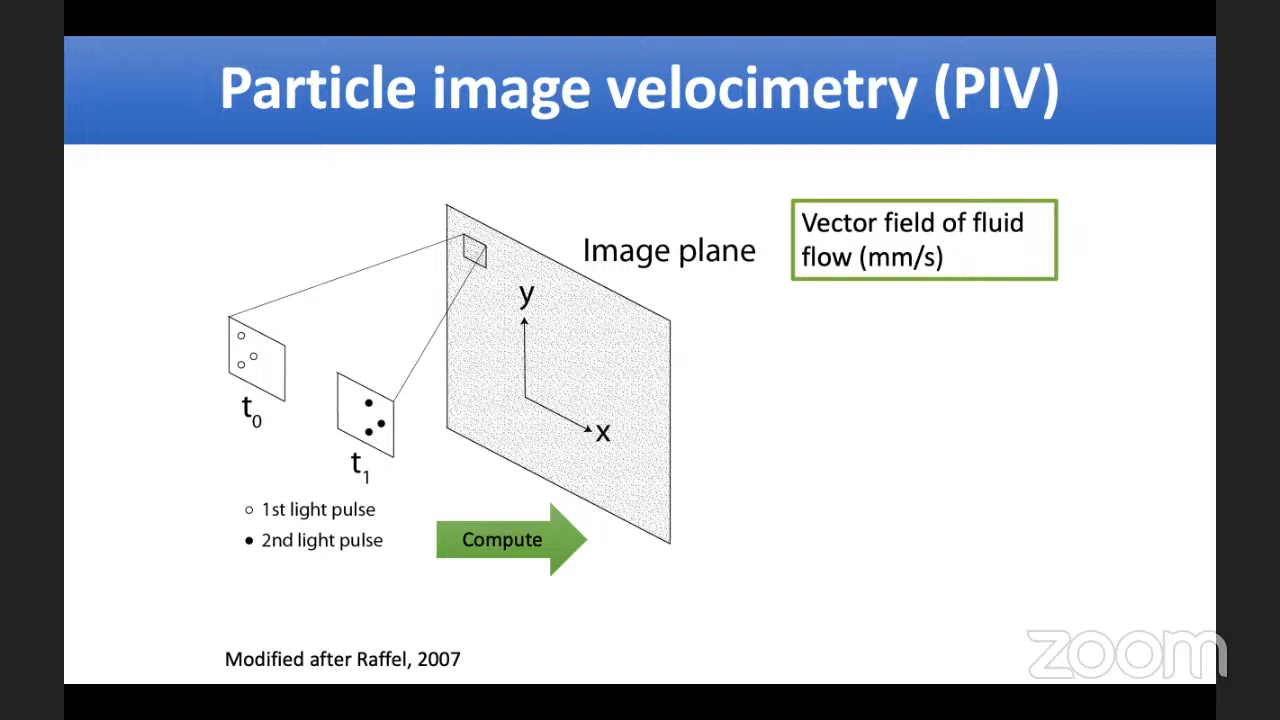 Particle image velocimetry (PIV)
Vector field of fluid
flow (mm/s)
Image plane
y
x
t0
t1
1st light pulse
2nd light pulse
Compute
Modified after Raffel, 2007
zoom